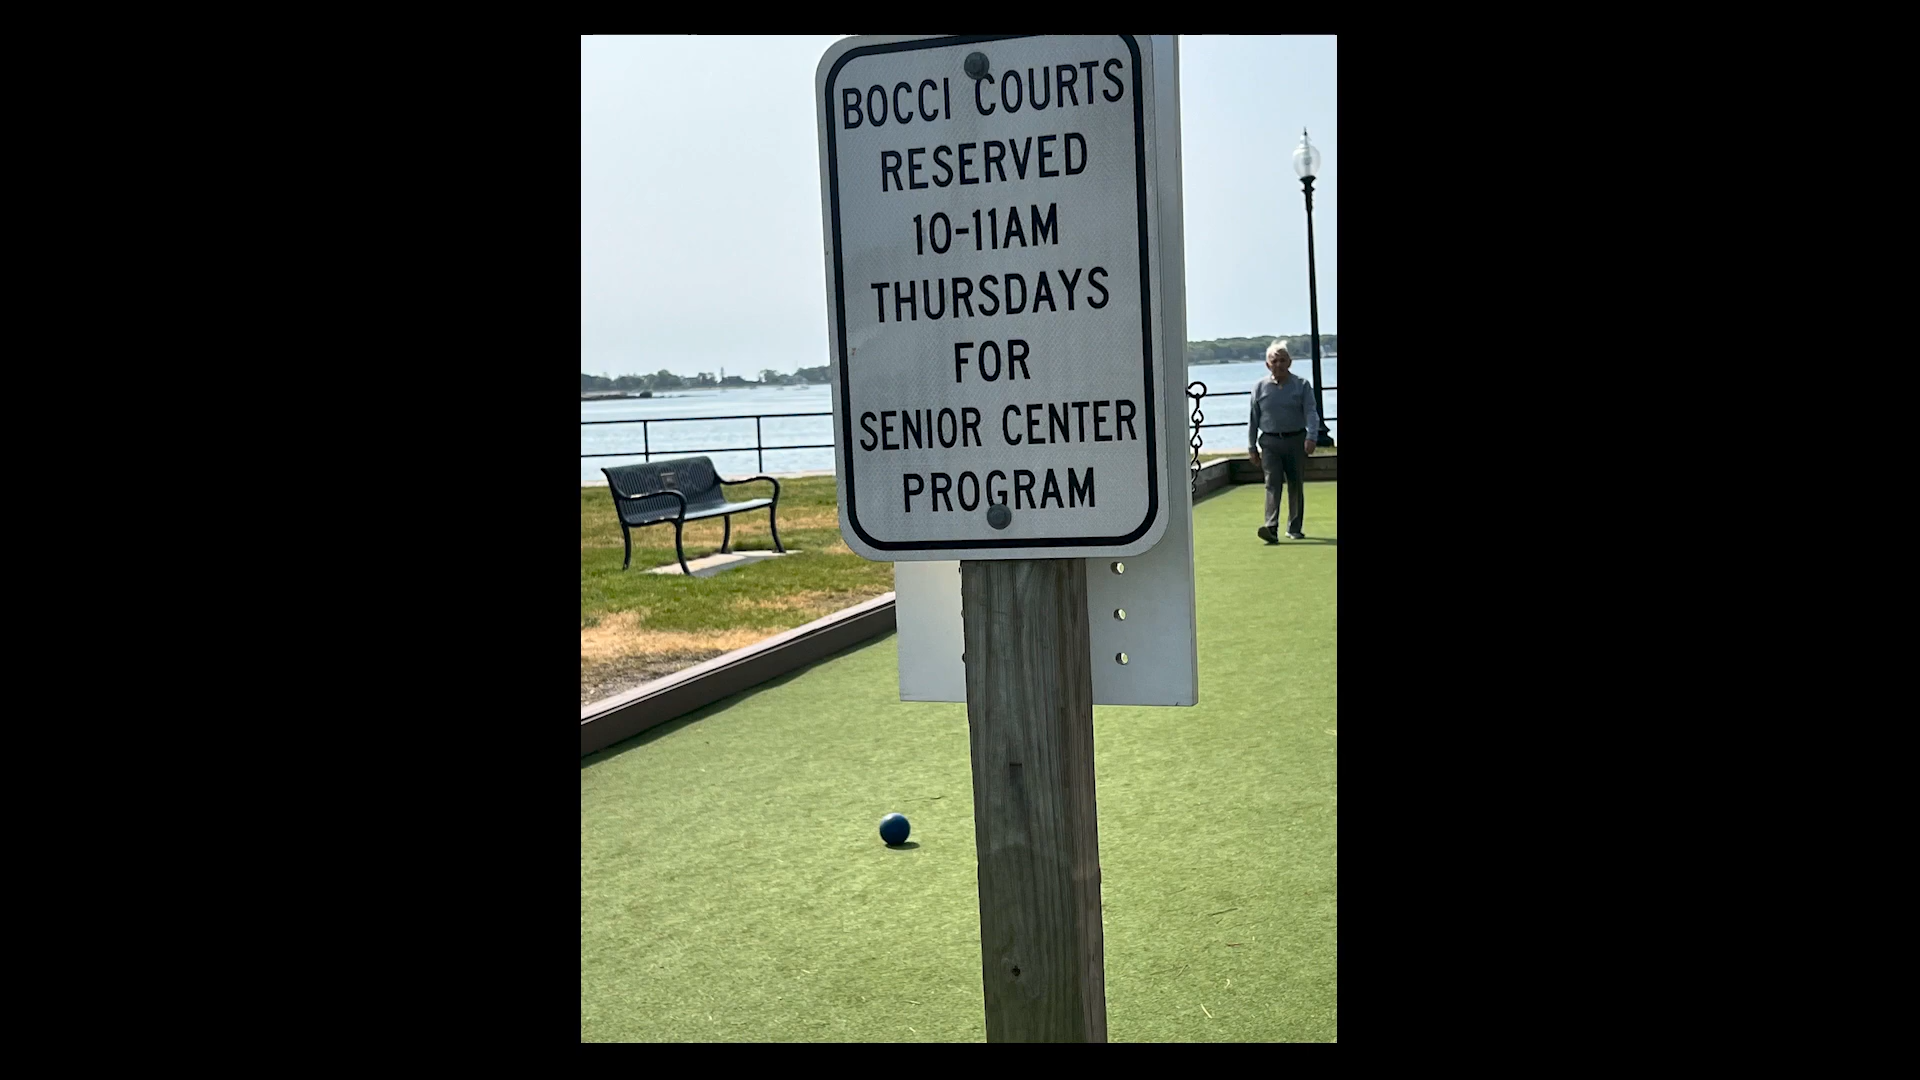 BOCCI COURTS
RESERVED
10-11AM
THURSDAYS
FOR
SENIOR CENTER
PROGRAM